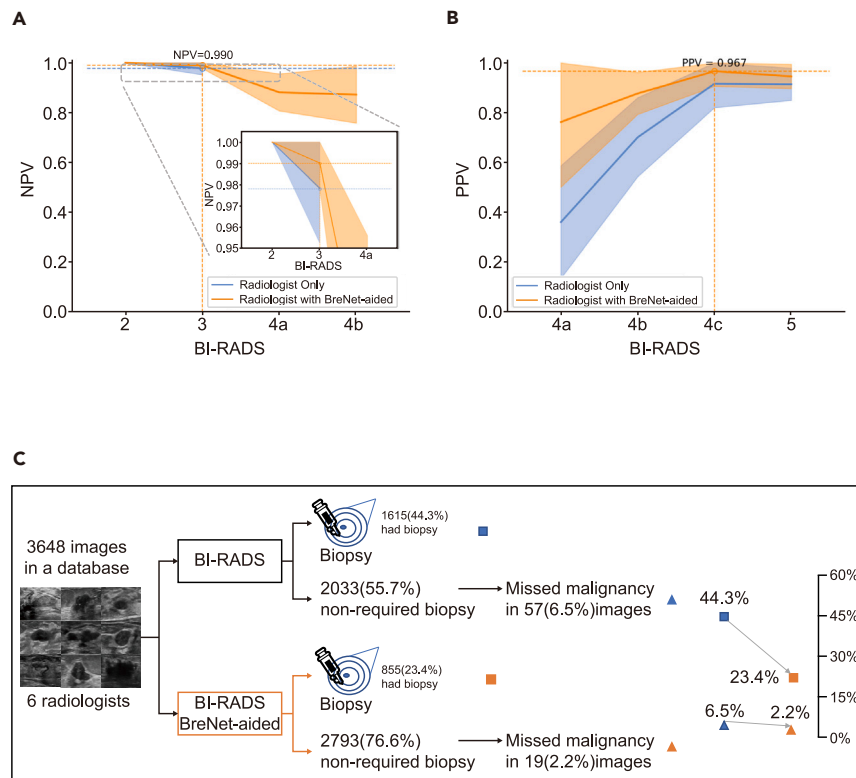 A
NPV=0.990
1.0
0.8
0.6
0.4
0.2
0.0
NPV
1.00
0.99
0.98
0.97
0.96
0.95
NPV
2
3
4a
BI-RADS
Radiologist Only
Radiologist with BreNet-aided
2
3
4a
4b
BI-RADS
B
PPV = 0.967
1.0
0.8
0.6
0.4
0.2
0.0
PPV
Radiologist Only
Radiologist with BreNet-aided
4a
4b
4c
5
BI-RADS
C
3648 images
in a database
6 radiologists
BI-RADS
1615(44.3%)
had biopsy
Biopsy
2033(55.7%)
non-required biopsy
Missed malignancy
in 57(6.5%)images
BI-RADS
BreNet-aided
855(23.4%)
had biopsy
Biopsy
2793(76.6%)
non-required biopsy
Missed malignancy
in 19(2.2%)images
44.3%
23.4%
6.5%
2.2%
60%
45%
30%
15%
0%